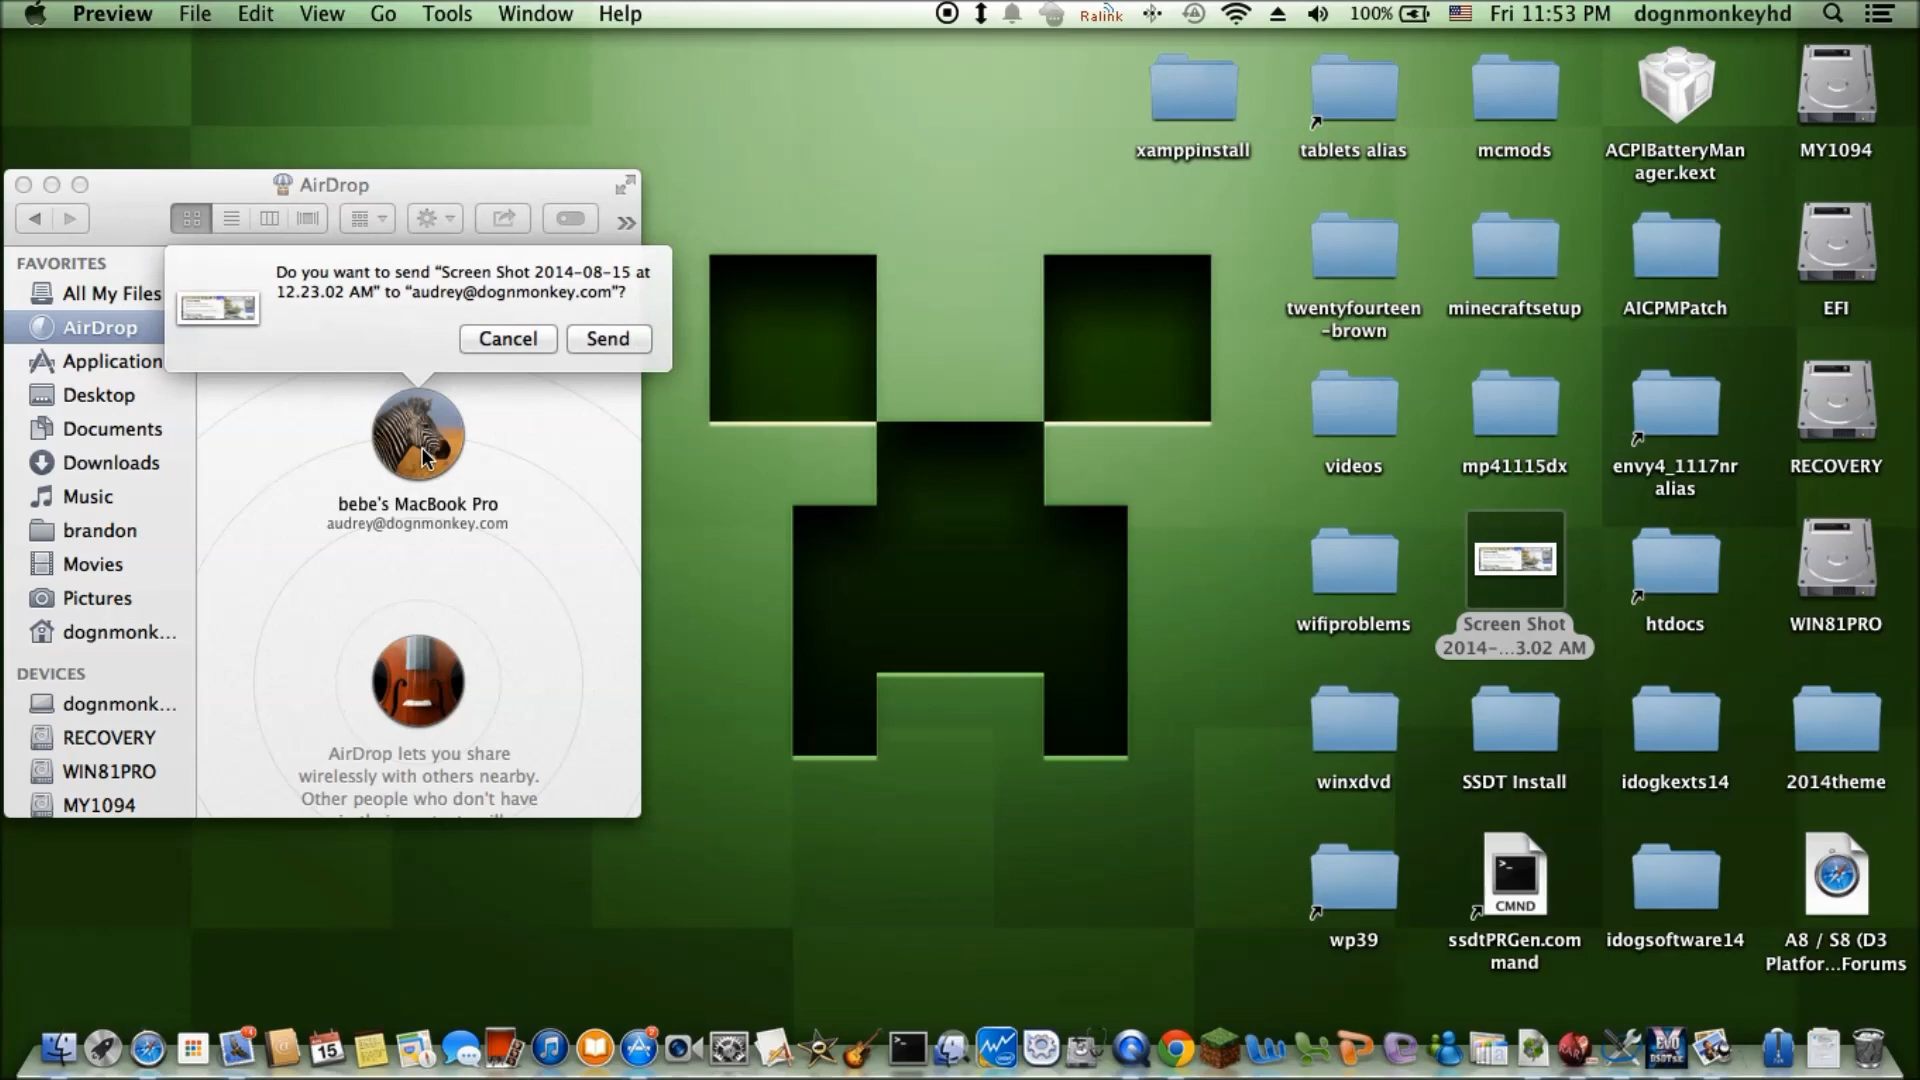 Preview File Edit View Go Tools Window Help
Ralink 100% Fri 11:53 PM dognmonkeyhd
AirDrop
FAVORITES
All My Files
AirDrop
Application
Desktop
Documents
Downloads
Music
brandon
Movies
Pictures
dognmonk...
DEVICES
dognmonk...
RECOVERY
WIN81PRO
MY1094
Do you want to send “Screen Shot 2014-08-15 at
12.23.02 AM” to “audrey@dognmonkey.com”?
Cancel Send
bebe's MacBook Pro
audrey@dognmonkey.com
AirDrop lets you share
wirelessly with others nearby.
Other people who don't have
xamppinstall
tablets alias
mcmods
ACPIBatteryMan
ager.kext
MY1094
twentyfourteen
-brown
minecraftsetup
AICPMPatch
EFI
videos
mp41115dx
envy4_1117nr
alias
RECOVERY
wifiproblems
Screen Shot
2014-...3.02 AM
htdocs
WIN81PRO
winxdvd
SSDT Install
idogkexts14
2014theme
wp39
CMND
ssdtPRGen.com
mand
idogsoftware14
A8 / S8 (D3
Platfor...Forums
15
EVO